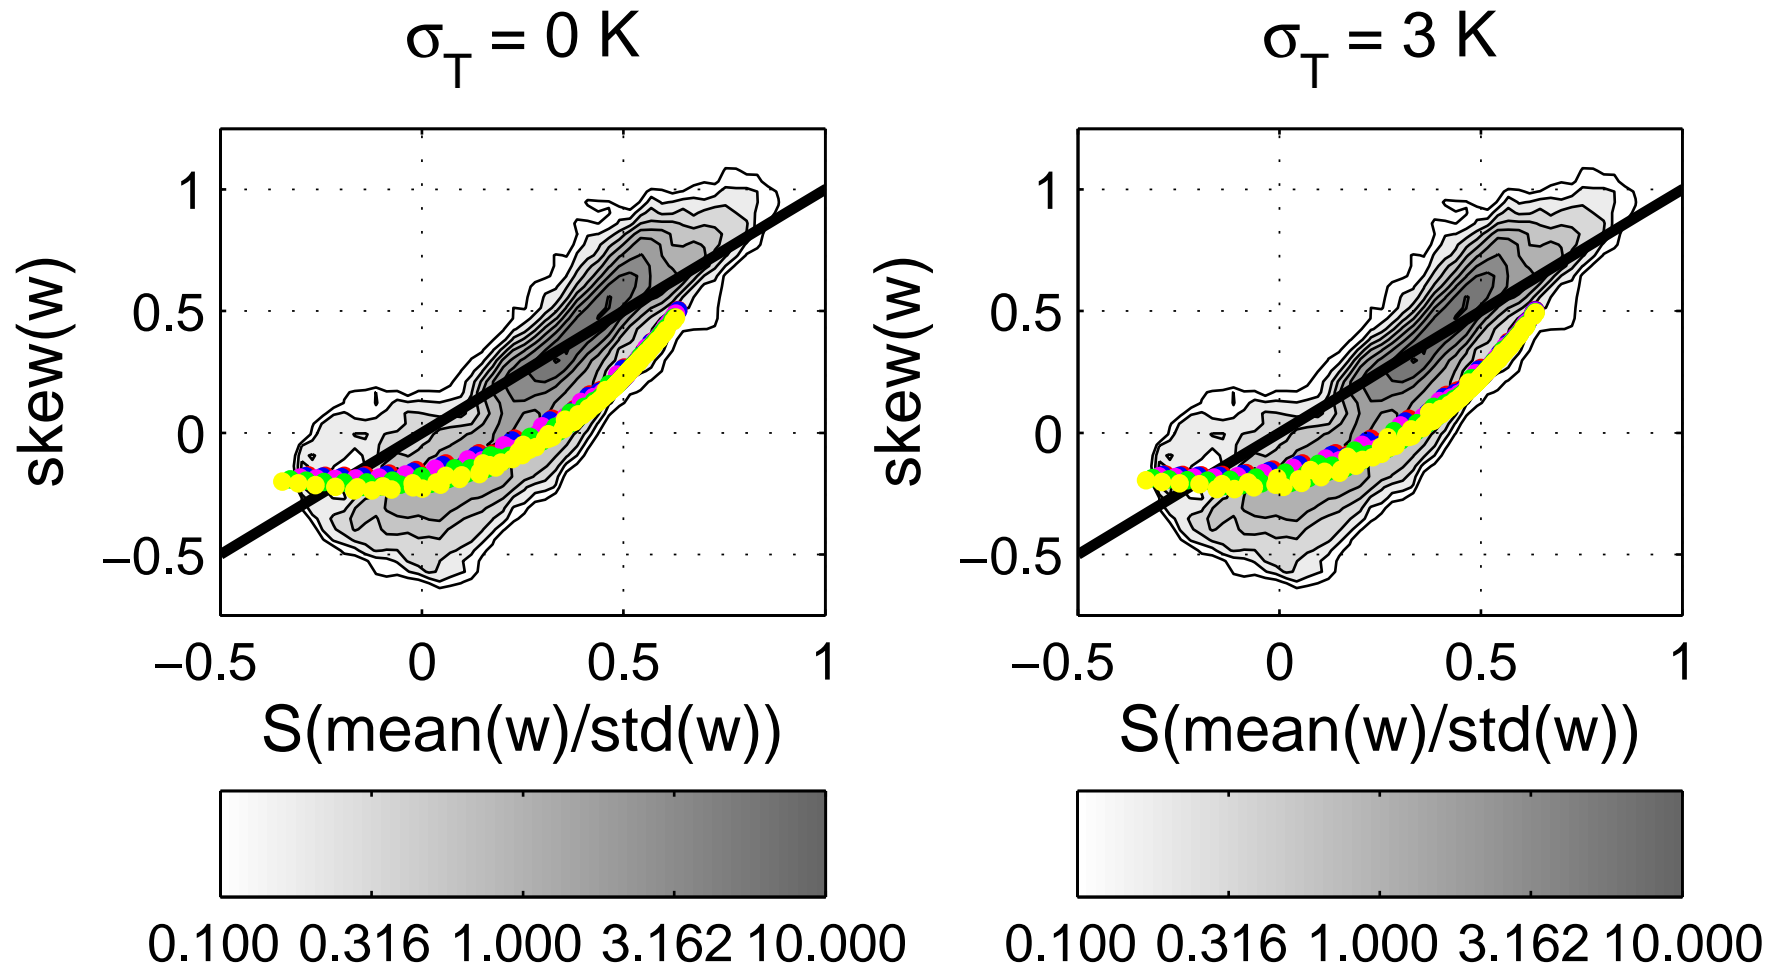 σ_T = 0 K
σ_T = 3 K
skew(w)
1
0.5
0
−0.5
−0.5 0 0.5 1
S(mean(w)/std(w))
0.100 0.316 1.000 3.162 10.000
skew(w)
1
0.5
0
−0.5
−0.5 0 0.5 1
S(mean(w)/std(w))
0.100 0.316 1.000 3.162 10.000